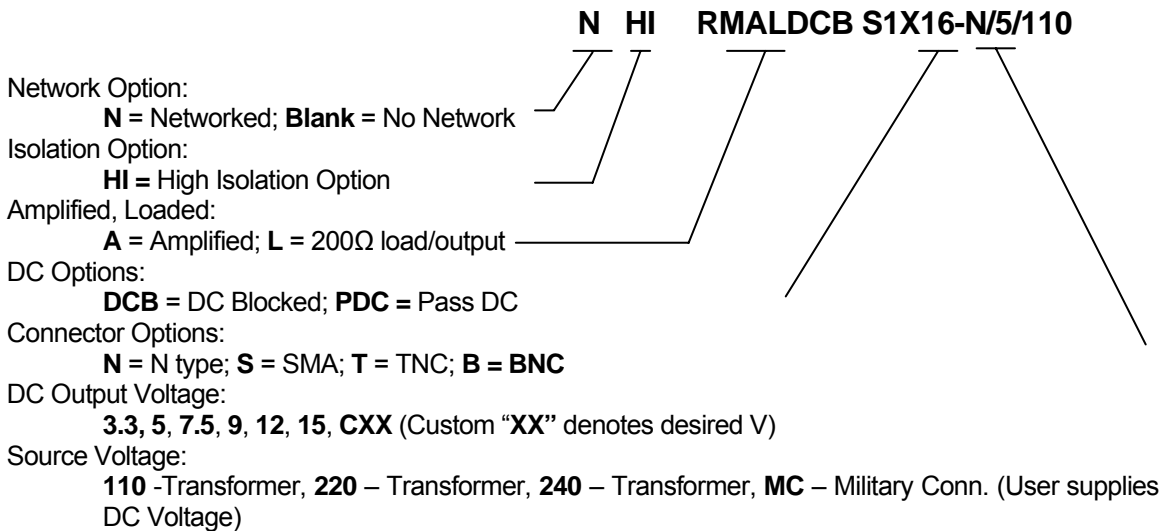 N HI RMALDCB S1X16-N/5/110
Network Option:
N = Networked; Blank = No Network
Isolation Option:
HI = High Isolation Option
Amplified, Loaded:
A = Amplified; L = 200Ω load/output
DC Options:
DCB = DC Blocked; PDC = Pass DC
Connector Options:
N = N type; S = SMA; T = TNC; B = BNC
DC Output Voltage:
3.3, 5, 7.5, 9, 12, 15, CXX (Custom “XX” denotes desired V)
Source Voltage:
110 -Transformer, 220 – Transformer, 240 – Transformer, MC – Military Conn. (User supplies
DC Voltage)